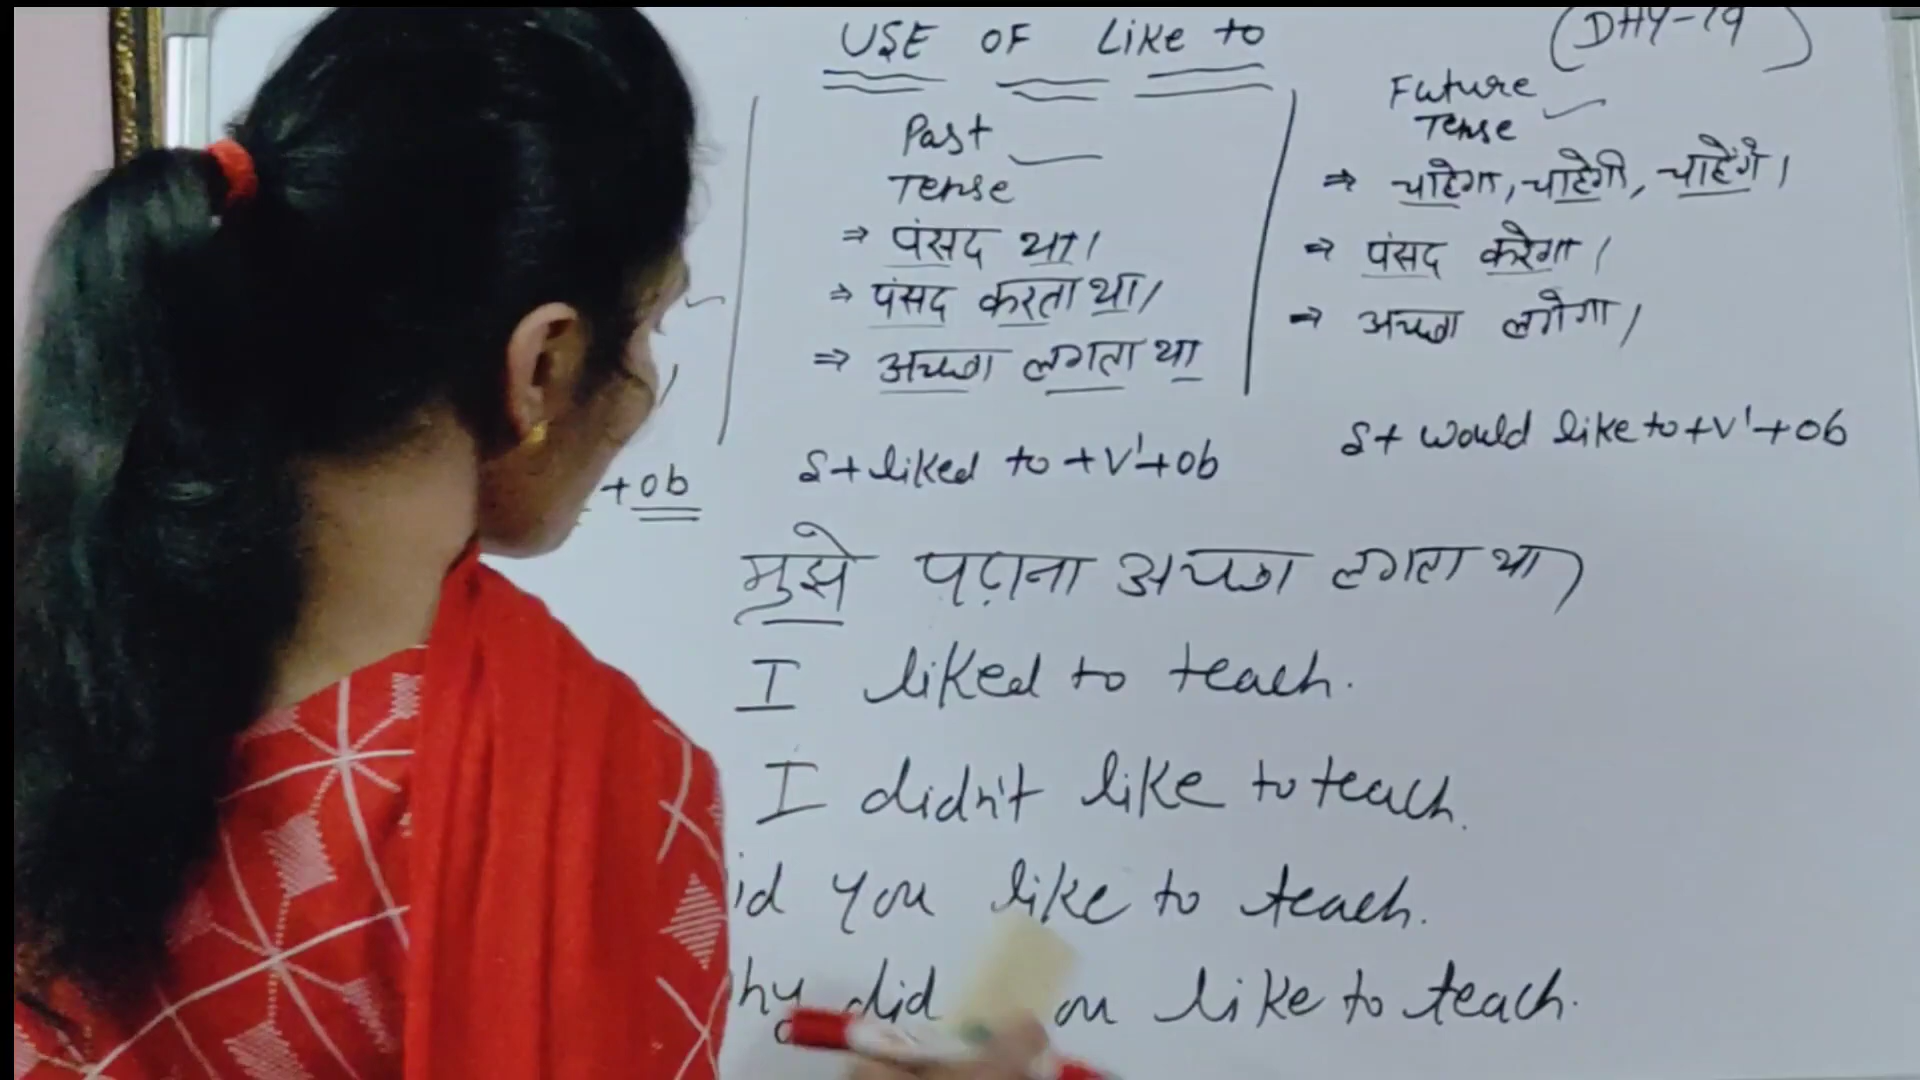 USE OF Like to
(DAY-19)
Past
Tense
⇒ पंसद था।
⇒ पंसद करता था।
⇒ अच्छा लगता था
S+liked to +V¹+ob
Future
Tense
⇒ चाहेगा, चाहेगी, चाहेंगे।
⇒ पंसद करेगा।
⇒ अच्छा लगेगा।
S+ would like to+V¹+ob
+ob
मुझे पढ़ाना अच्छा लगता था
I liked to teach.
I didn't like to teach.
id you like to teach.
hy did ou like to teach.